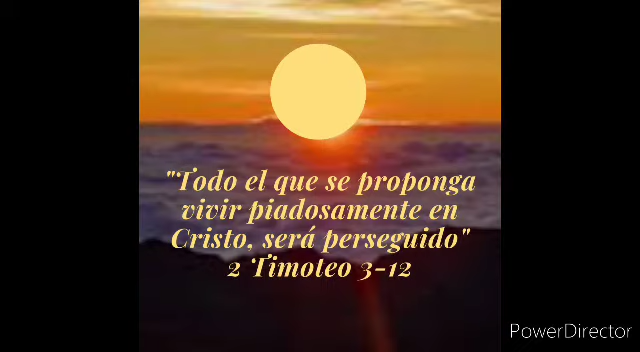 "Todo el que se proponga
vivir piadosamente en
Cristo, será perseguido"
2 Timoteo 3-12
PowerDirector